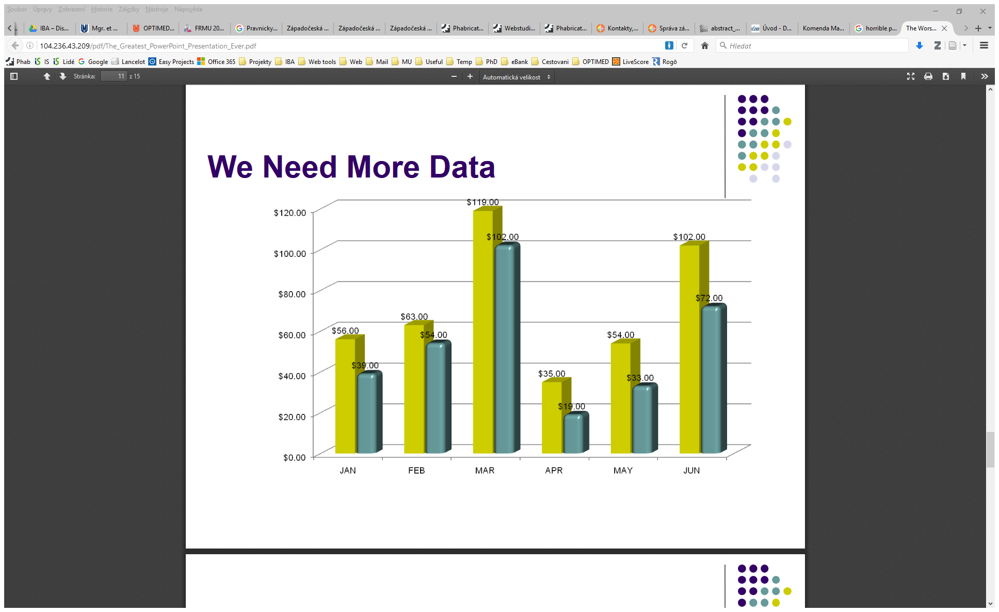 Soubor Úpravy Zobrazení Historie Záložky Nástroje Nápověda
IBA – Dis... Mgr. et ... OPTIMED... FRMU 20... Pravnicky... Západočeská ... Západočeská ... Západočeská ... Phabricat... Webstudi... Phabricat... Kontakty,... Správa zá... abstract_... Úvod - D... Komenda Ma... horrible p... The Wors...
104.236.43.209/pdf/The_Greatest_PowerPoint_Presentation_Ever.pdf Hledat
Phab IS Lidé Google Lancelot Easy Projects Office 365 Projekty IBA Web tools Web Mail MU Useful Temp PhD eBank Cestovani OPTIMED LiveScore Rogō
Stránka: 11 z 15 Automatická velikost
We Need More Data
$119.00
$120.00
$102.00 $102.00
$100.00
$80.00 $72.00
$63.00
$56.00 $60.00 $54.00 $54.00
$39.00
$40.00 $35.00 $33.00
$19.00
$20.00
$0.00
JAN FEB MAR APR MAY JUN